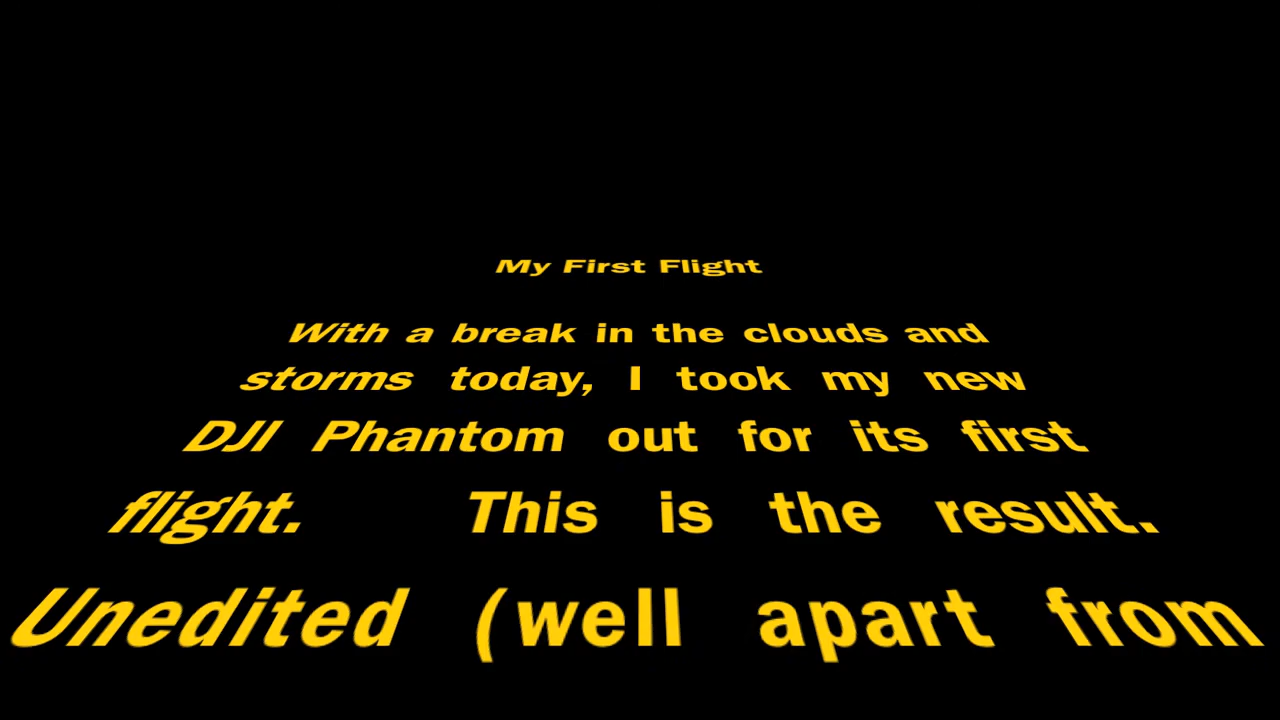 My First Flight
With a break in the clouds and
storms today, I took my new
DJI Phantom out for its first
flight. This is the result.
Unedited (well apart from